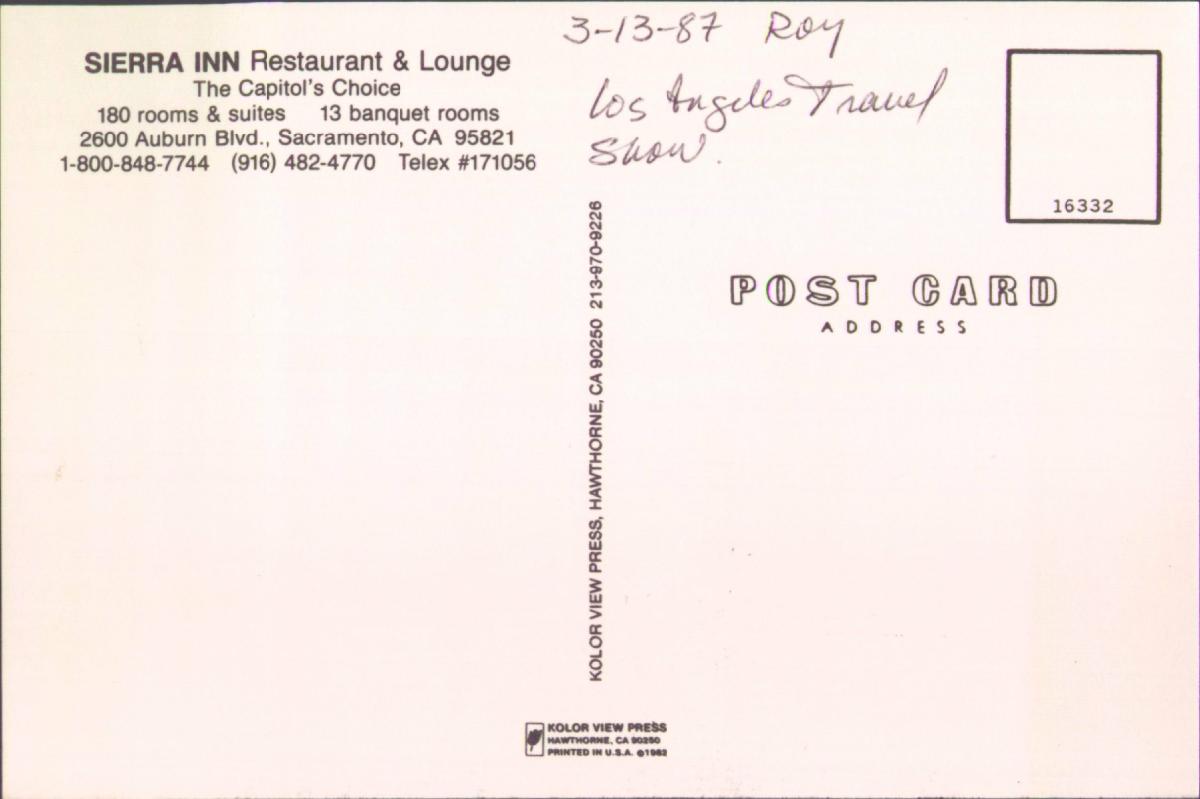 SIERRA INN Restaurant & Lounge
The Capitol's Choice
180 rooms & suites 13 banquet rooms
2600 Auburn Blvd., Sacramento, CA 95821
1-800-848-7744 (916) 482-4770 Telex #171056
3-13-87 Roy
Los Angeles Travel
Show.
16332
POST CARD
ADDRESS
KOLOR VIEW PRESS, HAWTHORNE, CA 90250 213-970-9226
KOLOR VIEW PRESS
HAWTHORNE, CA 90250
PRINTED IN U.S.A. ©1982